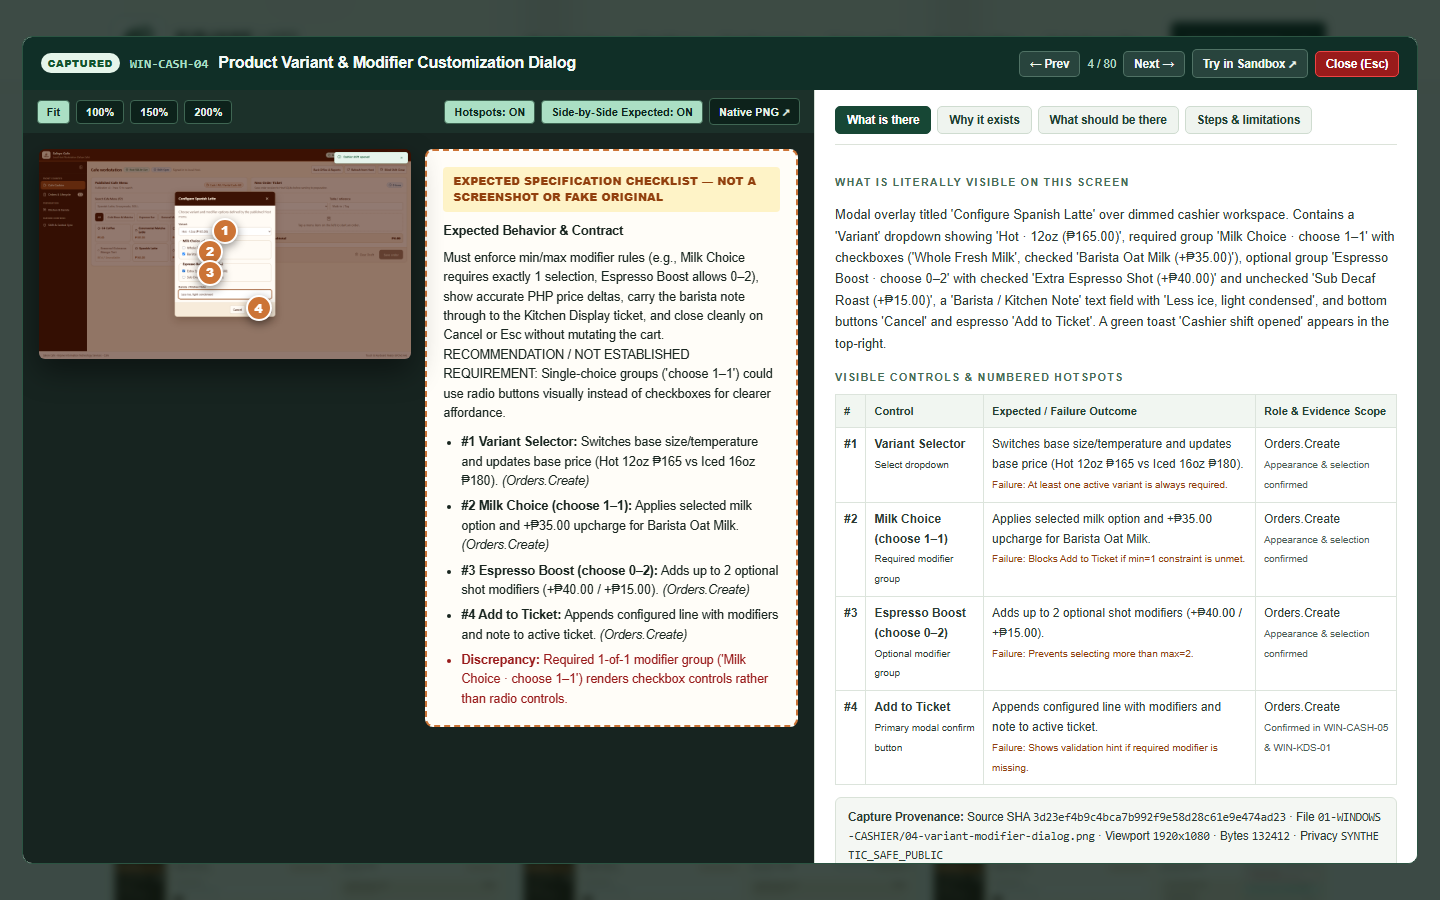 CAPTURED WIN-CASH-04 Product Variant & Modifier Customization Dialog
← Prev 4 / 80 Next → Try in Sandbox ↗ Close (Esc)
Fit 100% 150% 200% Hotspots: ON Side-by-Side Expected: ON Native PNG ↗
Configure Spanish Latte
1
2
3
4
EXPECTED SPECIFICATION CHECKLIST — NOT A
SCREENSHOT OR FAKE ORIGINAL
Expected Behavior & Contract
Must enforce min/max modifier rules (e.g., Milk Choice
requires exactly 1 selection, Espresso Boost allows 0–2),
show accurate PHP price deltas, carry the barista note
through to the Kitchen Display ticket, and close cleanly on
Cancel or Esc without mutating the cart.
RECOMMENDATION / NOT ESTABLISHED
REQUIREMENT: Single-choice groups ('choose 1–1') could
use radio buttons visually instead of checkboxes for clearer
affordance.
• #1 Variant Selector: Switches base size/temperature
and updates base price (Hot 12oz ₱165 vs Iced 16oz
₱180). (Orders.Create)
• #2 Milk Choice (choose 1–1): Applies selected milk
option and +₱35.00 upcharge for Barista Oat Milk.
(Orders.Create)
• #3 Espresso Boost (choose 0–2): Adds up to 2 optional
shot modifiers (+₱40.00 / +₱15.00). (Orders.Create)
• #4 Add to Ticket: Appends configured line with modifiers
and note to active ticket. (Orders.Create)
• Discrepancy: Required 1-of-1 modifier group ('Milk
Choice · choose 1–1') renders checkbox controls rather
than radio controls.
What is there Why it exists What should be there Steps & limitations
WHAT IS LITERALLY VISIBLE ON THIS SCREEN
Modal overlay titled 'Configure Spanish Latte' over dimmed cashier workspace. Contains a
'Variant' dropdown showing 'Hot · 12oz (₱165.00)', required group 'Milk Choice · choose 1–1' with
checkboxes ('Whole Fresh Milk', checked 'Barista Oat Milk (+₱35.00)'), optional group 'Espresso
Boost · choose 0–2' with checked 'Extra Espresso Shot (+₱40.00)' and unchecked 'Sub Decaf
Roast (+₱15.00)', a 'Barista / Kitchen Note' text field with 'Less ice, light condensed', and bottom
buttons 'Cancel' and espresso 'Add to Ticket'. A green toast 'Cashier shift opened' appears in the
top-right.
VISIBLE CONTROLS & NUMBERED HOTSPOTS
# Control Expected / Failure Outcome Role & Evidence Scope
#1 Variant Selector Switches base size/temperature and updates Orders.Create
Select dropdown base price (Hot 12oz ₱165 vs Iced 16oz ₱180). Appearance & selection
Failure: At least one active variant is always required. confirmed
#2 Milk Choice Applies selected milk option and +₱35.00 Orders.Create
(choose 1–1) upcharge for Barista Oat Milk. Appearance & selection
Required modifier Failure: Blocks Add to Ticket if min=1 constraint is unmet. confirmed
group
#3 Espresso Boost Adds up to 2 optional shot modifiers (+₱40.00 / Orders.Create
(choose 0–2) +₱15.00). Appearance & selection
Optional modifier Failure: Prevents selecting more than max=2. confirmed
group
#4 Add to Ticket Appends configured line with modifiers and Orders.Create
Primary modal confirm note to active ticket. Confirmed in WIN-CASH-05
button Failure: Shows validation hint if required modifier is & WIN-KDS-01
missing.
Capture Provenance: Source SHA 3d23ef4b9c4bca7b992f9e58d28c61e9e474ad23 · File 01-WINDOWS
-CASHIER/04-variant-modifier-dialog.png · Viewport 1920x1080 · Bytes 132412 · Privacy SYNTHE
TIC_SAFE_PUBLIC